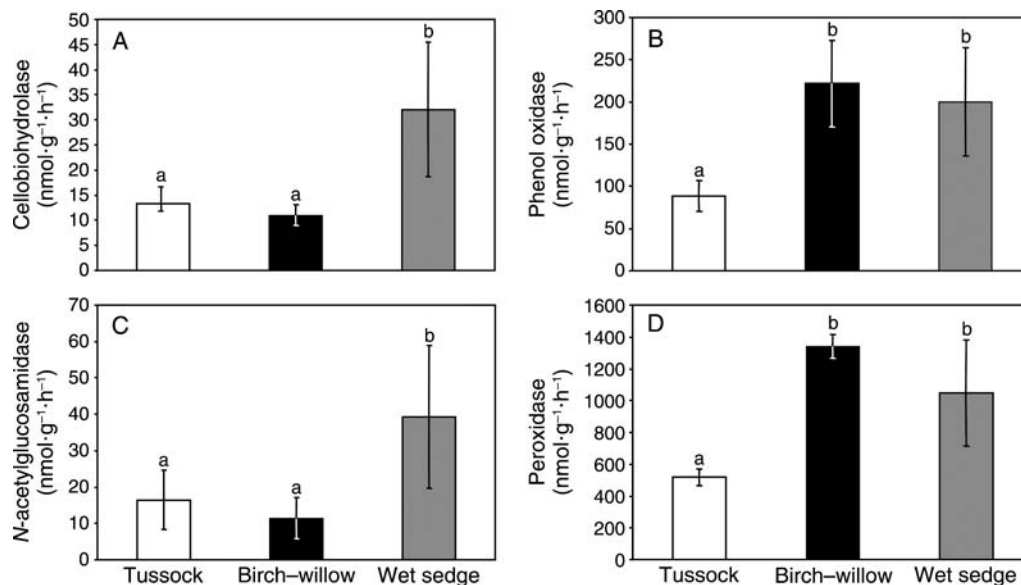 A
Cellobiohydrolase
(nmol·g⁻¹·h⁻¹)
50
45
40
35
30
25
20
15
10
5
0
a
a
b
B
Phenol oxidase
(nmol·g⁻¹·h⁻¹)
300
250
200
150
100
50
0
a
b
b
C
N-acetylglucosamidase
(nmol·g⁻¹·h⁻¹)
70
60
50
40
30
20
10
0
a
a
b
Tussock
Birch–willow
Wet sedge
D
Peroxidase
(nmol·g⁻¹·h⁻¹)
1600
1400
1200
1000
800
600
400
200
0
a
b
b
Tussock
Birch–willow
Wet sedge